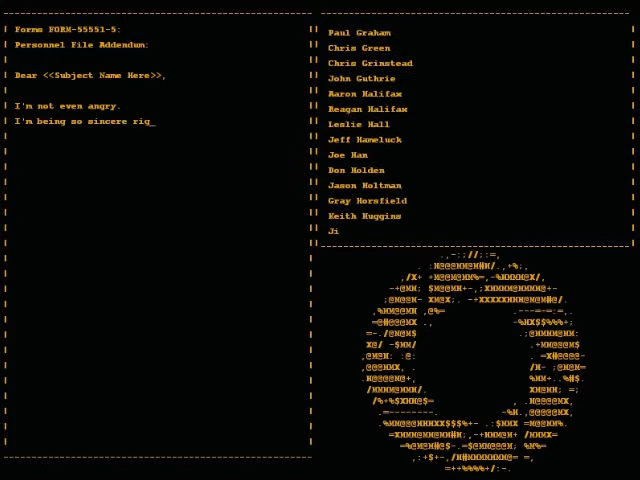 Forms FORM-55551-5:
Personnel File Addendum:
Dear <<Subject Name Here>>,
I'm not even angry.
I'm being so sincere rig_
Paul Graham
Chris Green
Chris Grinstead
John Guthrie
Aaron Halifax
Reagan Halifax
Leslie Hall
Jeff Hameluck
Joe Han
Don Holden
Jason Holtman
Gray Horsfield
Keith Huggins
Ji